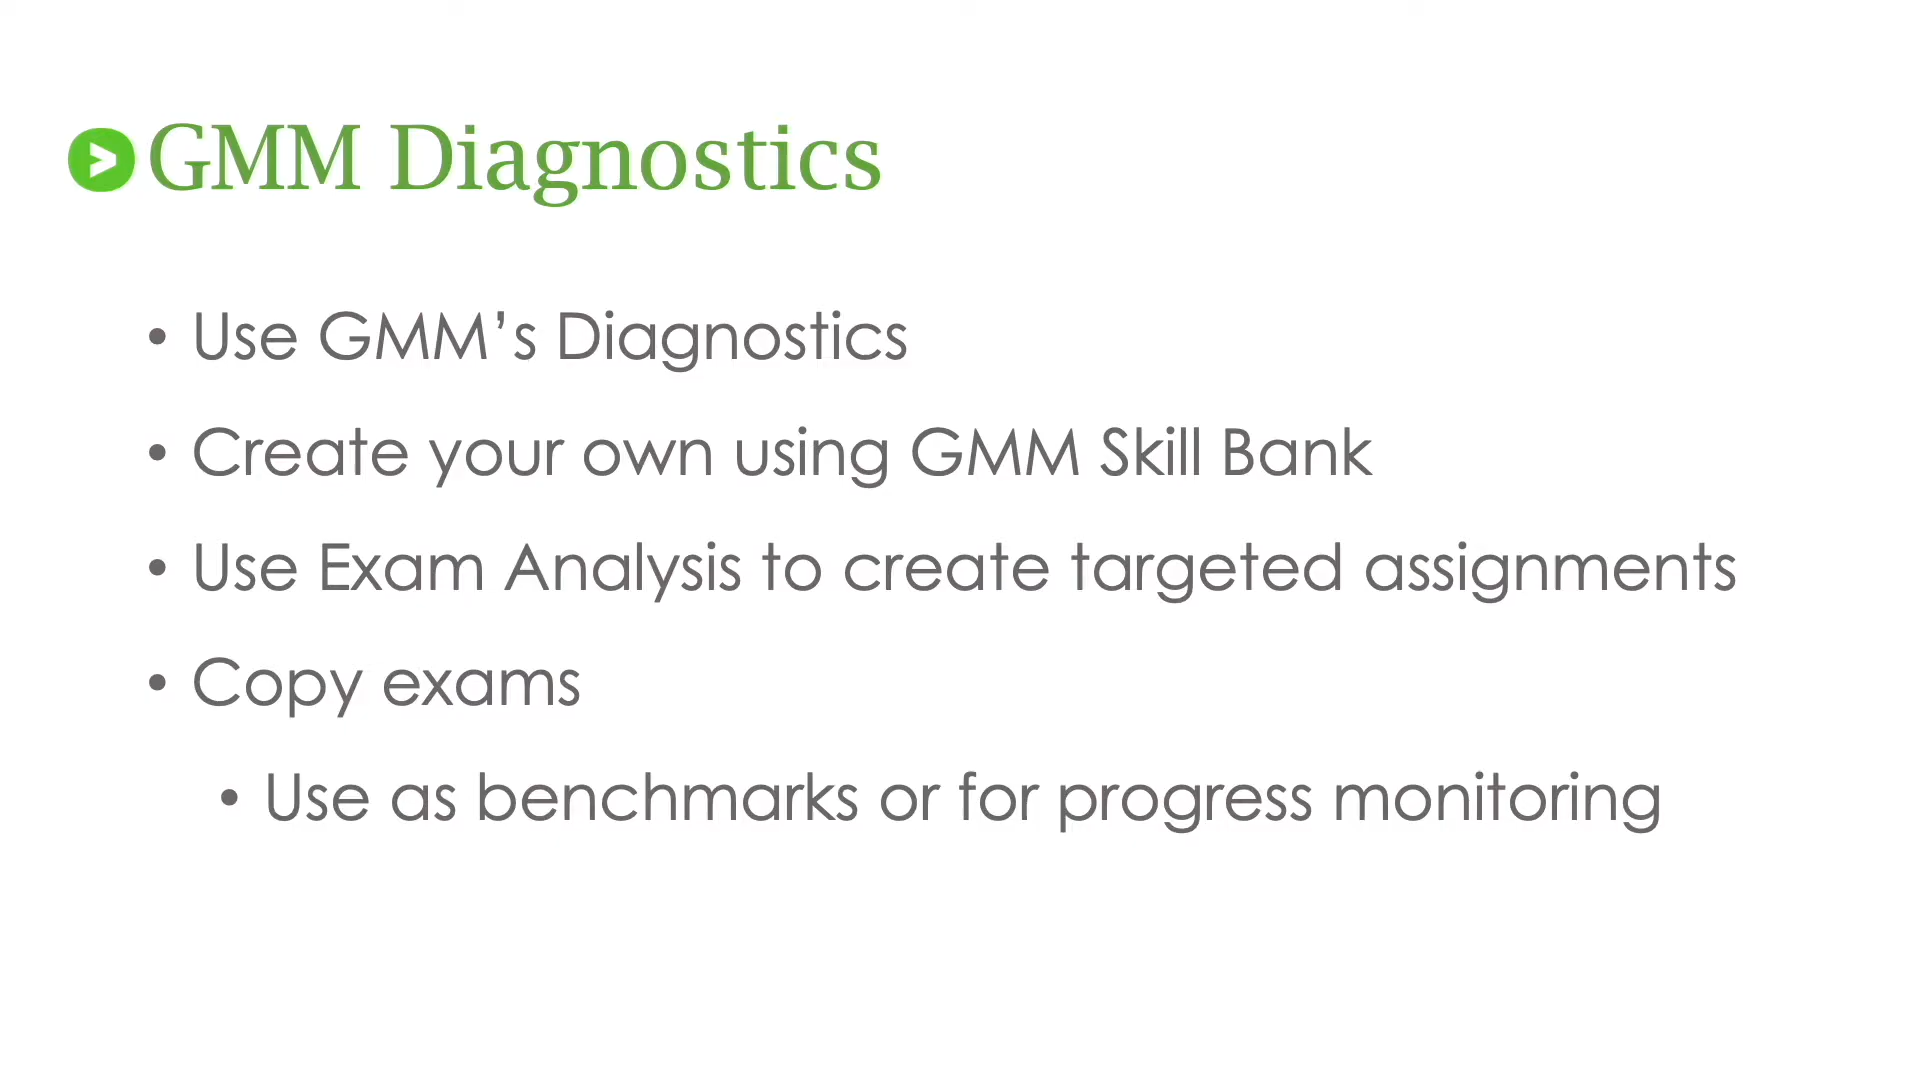 GMM Diagnostics
• Use GMM’s Diagnostics
• Create your own using GMM Skill Bank
• Use Exam Analysis to create targeted assignments
• Copy exams
• Use as benchmarks or for progress monitoring